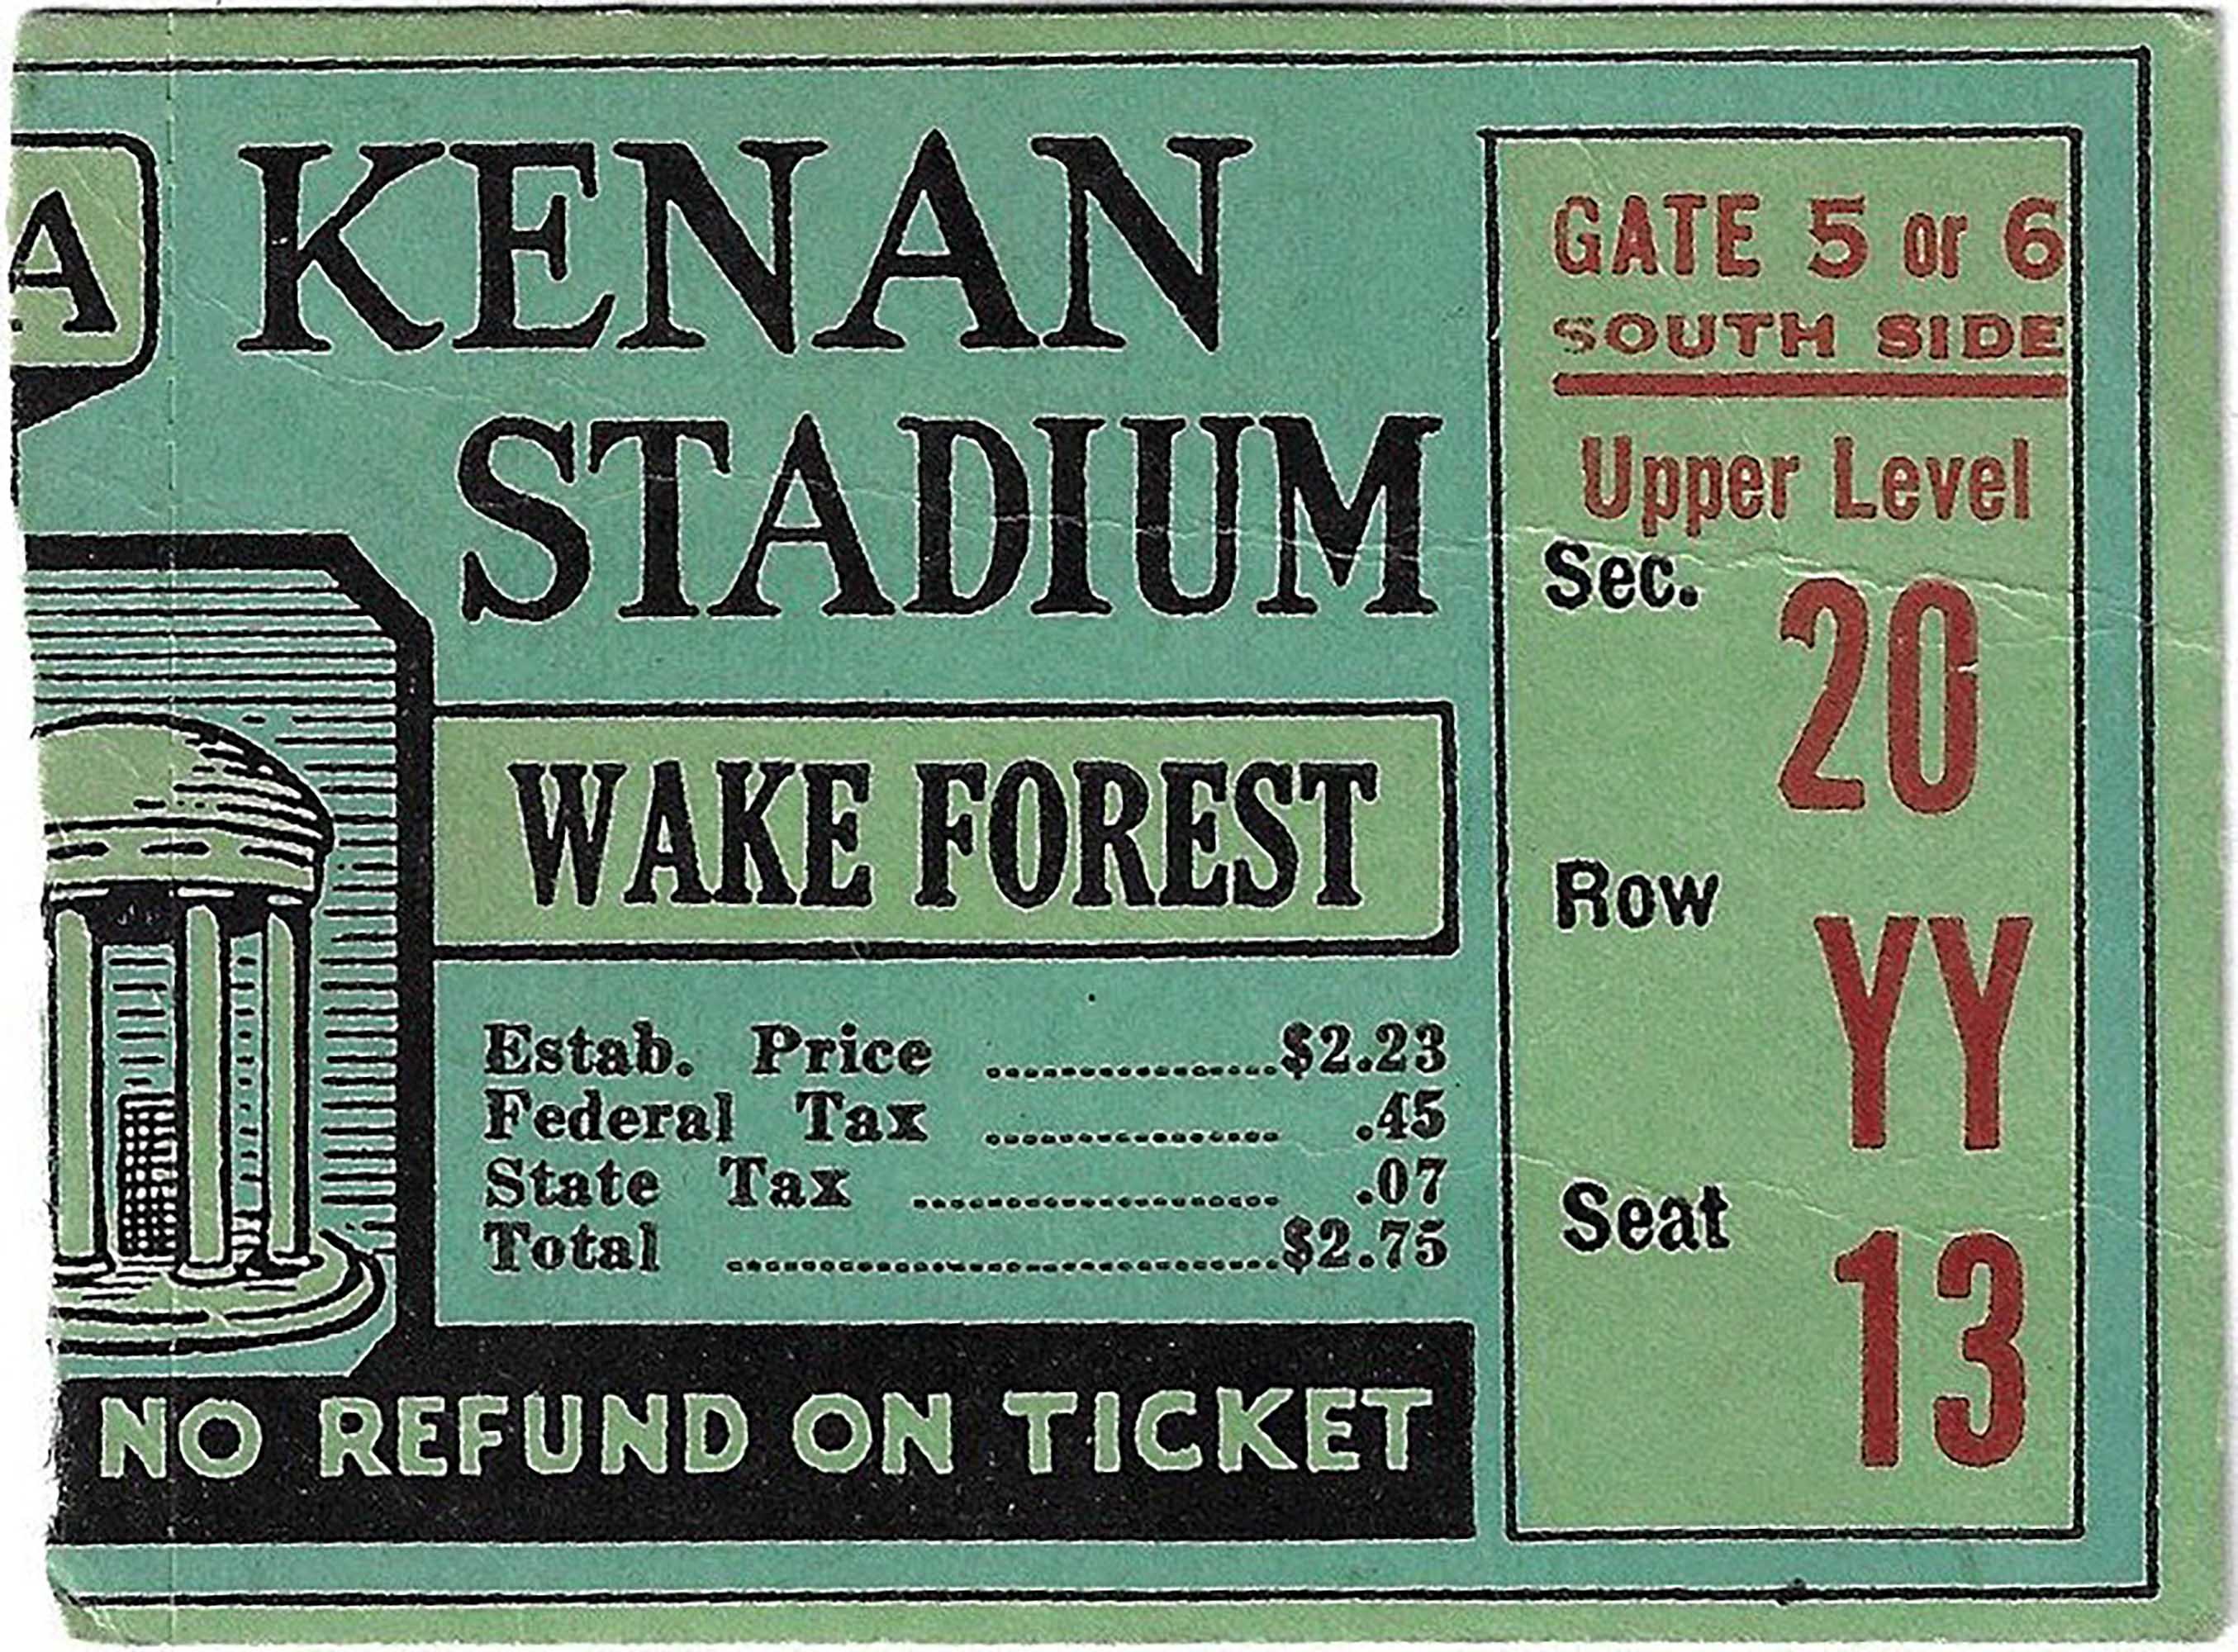 A
KENAN
STADIUM
WAKE FOREST
Estab. Price ........................ $2.23
Federal Tax ........................ .45
State Tax .............................. .07
Total ............................................. $2.75
NO REFUND ON TICKET
GATE 5 or 6
SOUTH SIDE
Upper Level
Sec. 20
Row YY
Seat 13